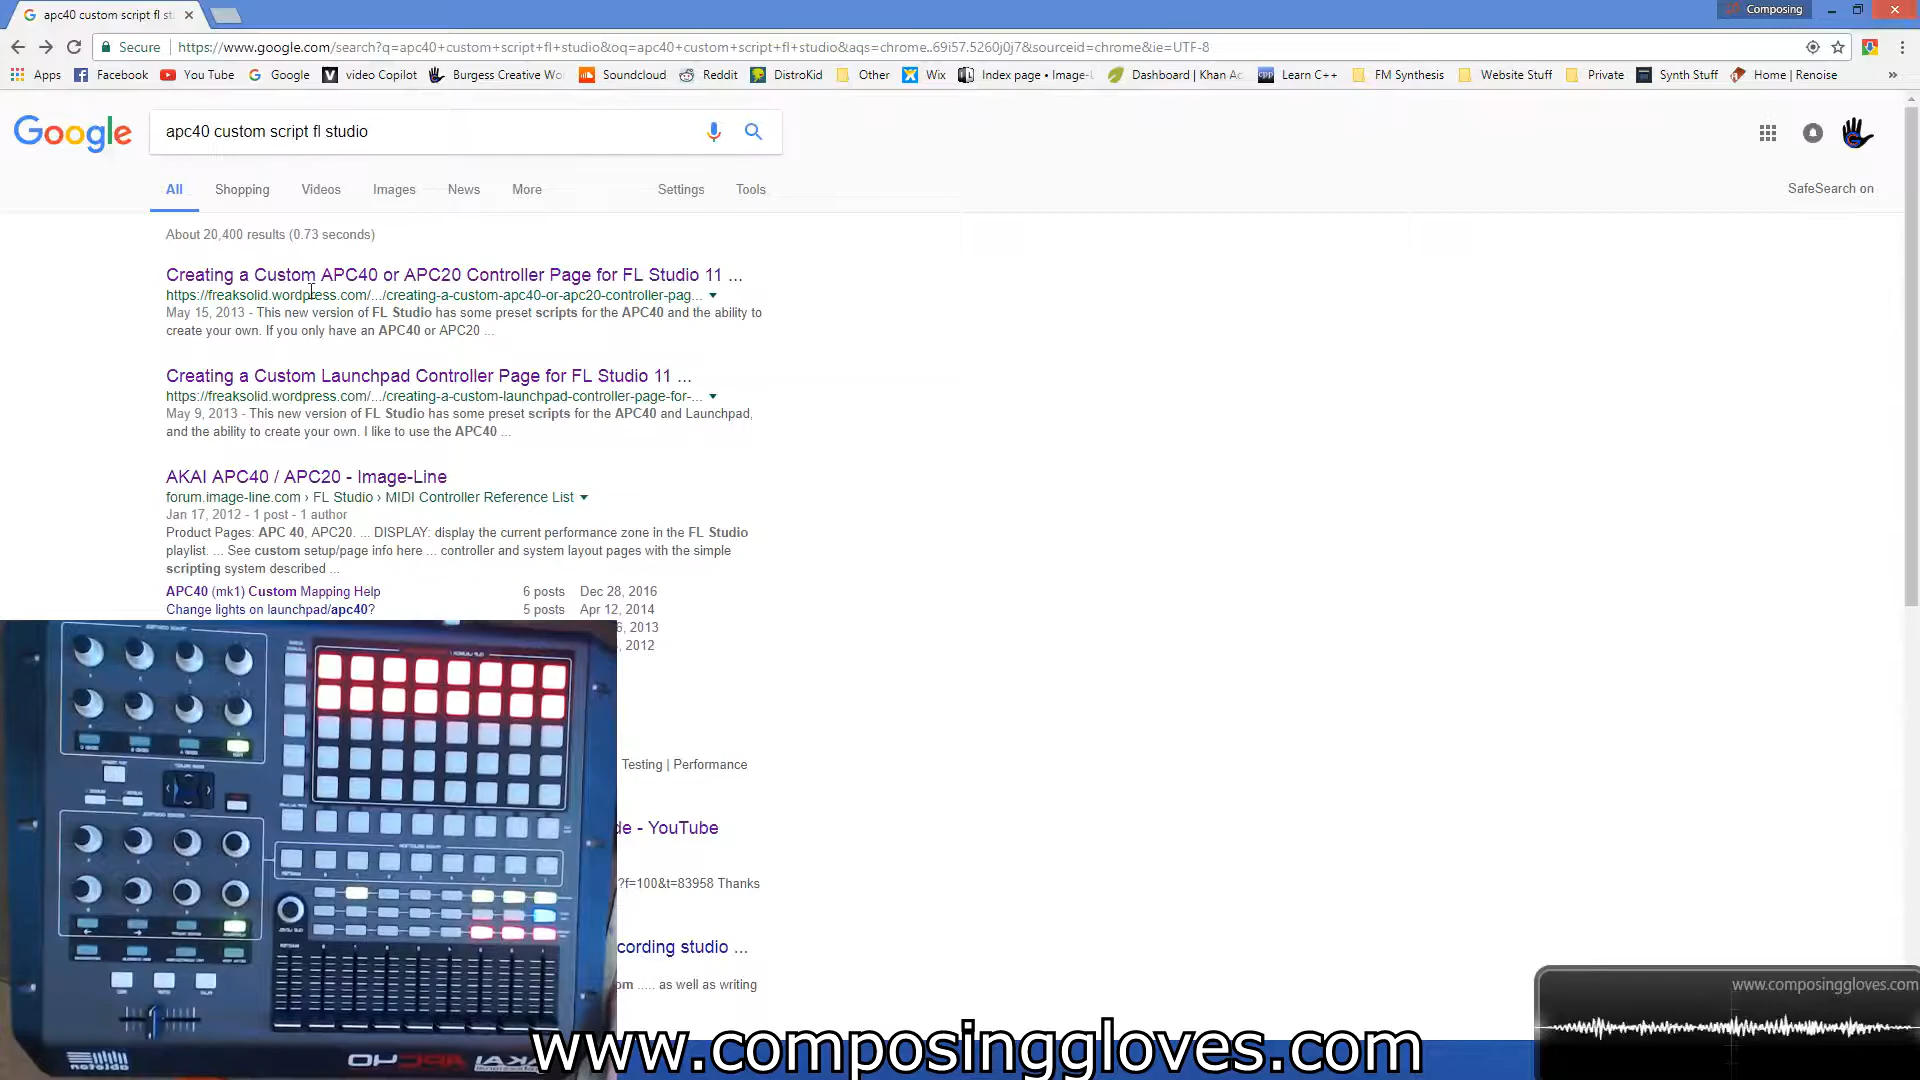 apc40 custom script fl st
Composing
Secure
https://www.google.com/search?q=apc40+custom+script+fl+studio&oq=apc40+custom+script+fl+studio&aqs=chrome..69i57.5260j0j7&sourceid=chrome&ie=UTF-8
Apps Facebook You Tube Google video Copilot Burgess Creative Wo Soundcloud Reddit DistroKid Other Wix Index page • Image-L Dashboard | Khan Ac Learn C++ FM Synthesis Website Stuff Private Synth Stuff Home | Renoise
Google
apc40 custom script fl studio
All Shopping Videos Images News More Settings Tools
SafeSearch on
About 20,400 results (0.73 seconds)
Creating a Custom APC40 or APC20 Controller Page for FL Studio 11 ...
https://freaksolid.wordpress.com/.../creating-a-custom-apc40-or-apc20-controller-pag...
May 15, 2013 - This new version of FL Studio has some preset scripts for the APC40 and the ability to
create your own. If you only have an APC40 or APC20 ...
Creating a Custom Launchpad Controller Page for FL Studio 11 ...
https://freaksolid.wordpress.com/.../creating-a-custom-launchpad-controller-page-for-...
May 9, 2013 - This new version of FL Studio has some preset scripts for the APC40 and Launchpad,
and the ability to create your own. I like to use the APC40 ...
AKAI APC40 / APC20 - Image-Line
forum.image-line.com › FL Studio › MIDI Controller Reference List
Jan 17, 2012 - 1 post - 1 author
Product Pages: APC 40, APC20. ... DISPLAY: display the current performance zone in the FL Studio
playlist. ... See custom setup/page info here ... controller and system layout pages with the simple
scripting system described ...
APC40 (mk1) Custom Mapping Help 6 posts Dec 28, 2016
Change lights on launchpad/apc40? 5 posts Apr 12, 2014
6, 2013
, 2012
Testing | Performance
de - YouTube
?f=100&t=83958 Thanks
cording studio ...
om ..... as well as writing
www.composinggloves.com
www.composinggloves.com
AKAI
APC40
ableton